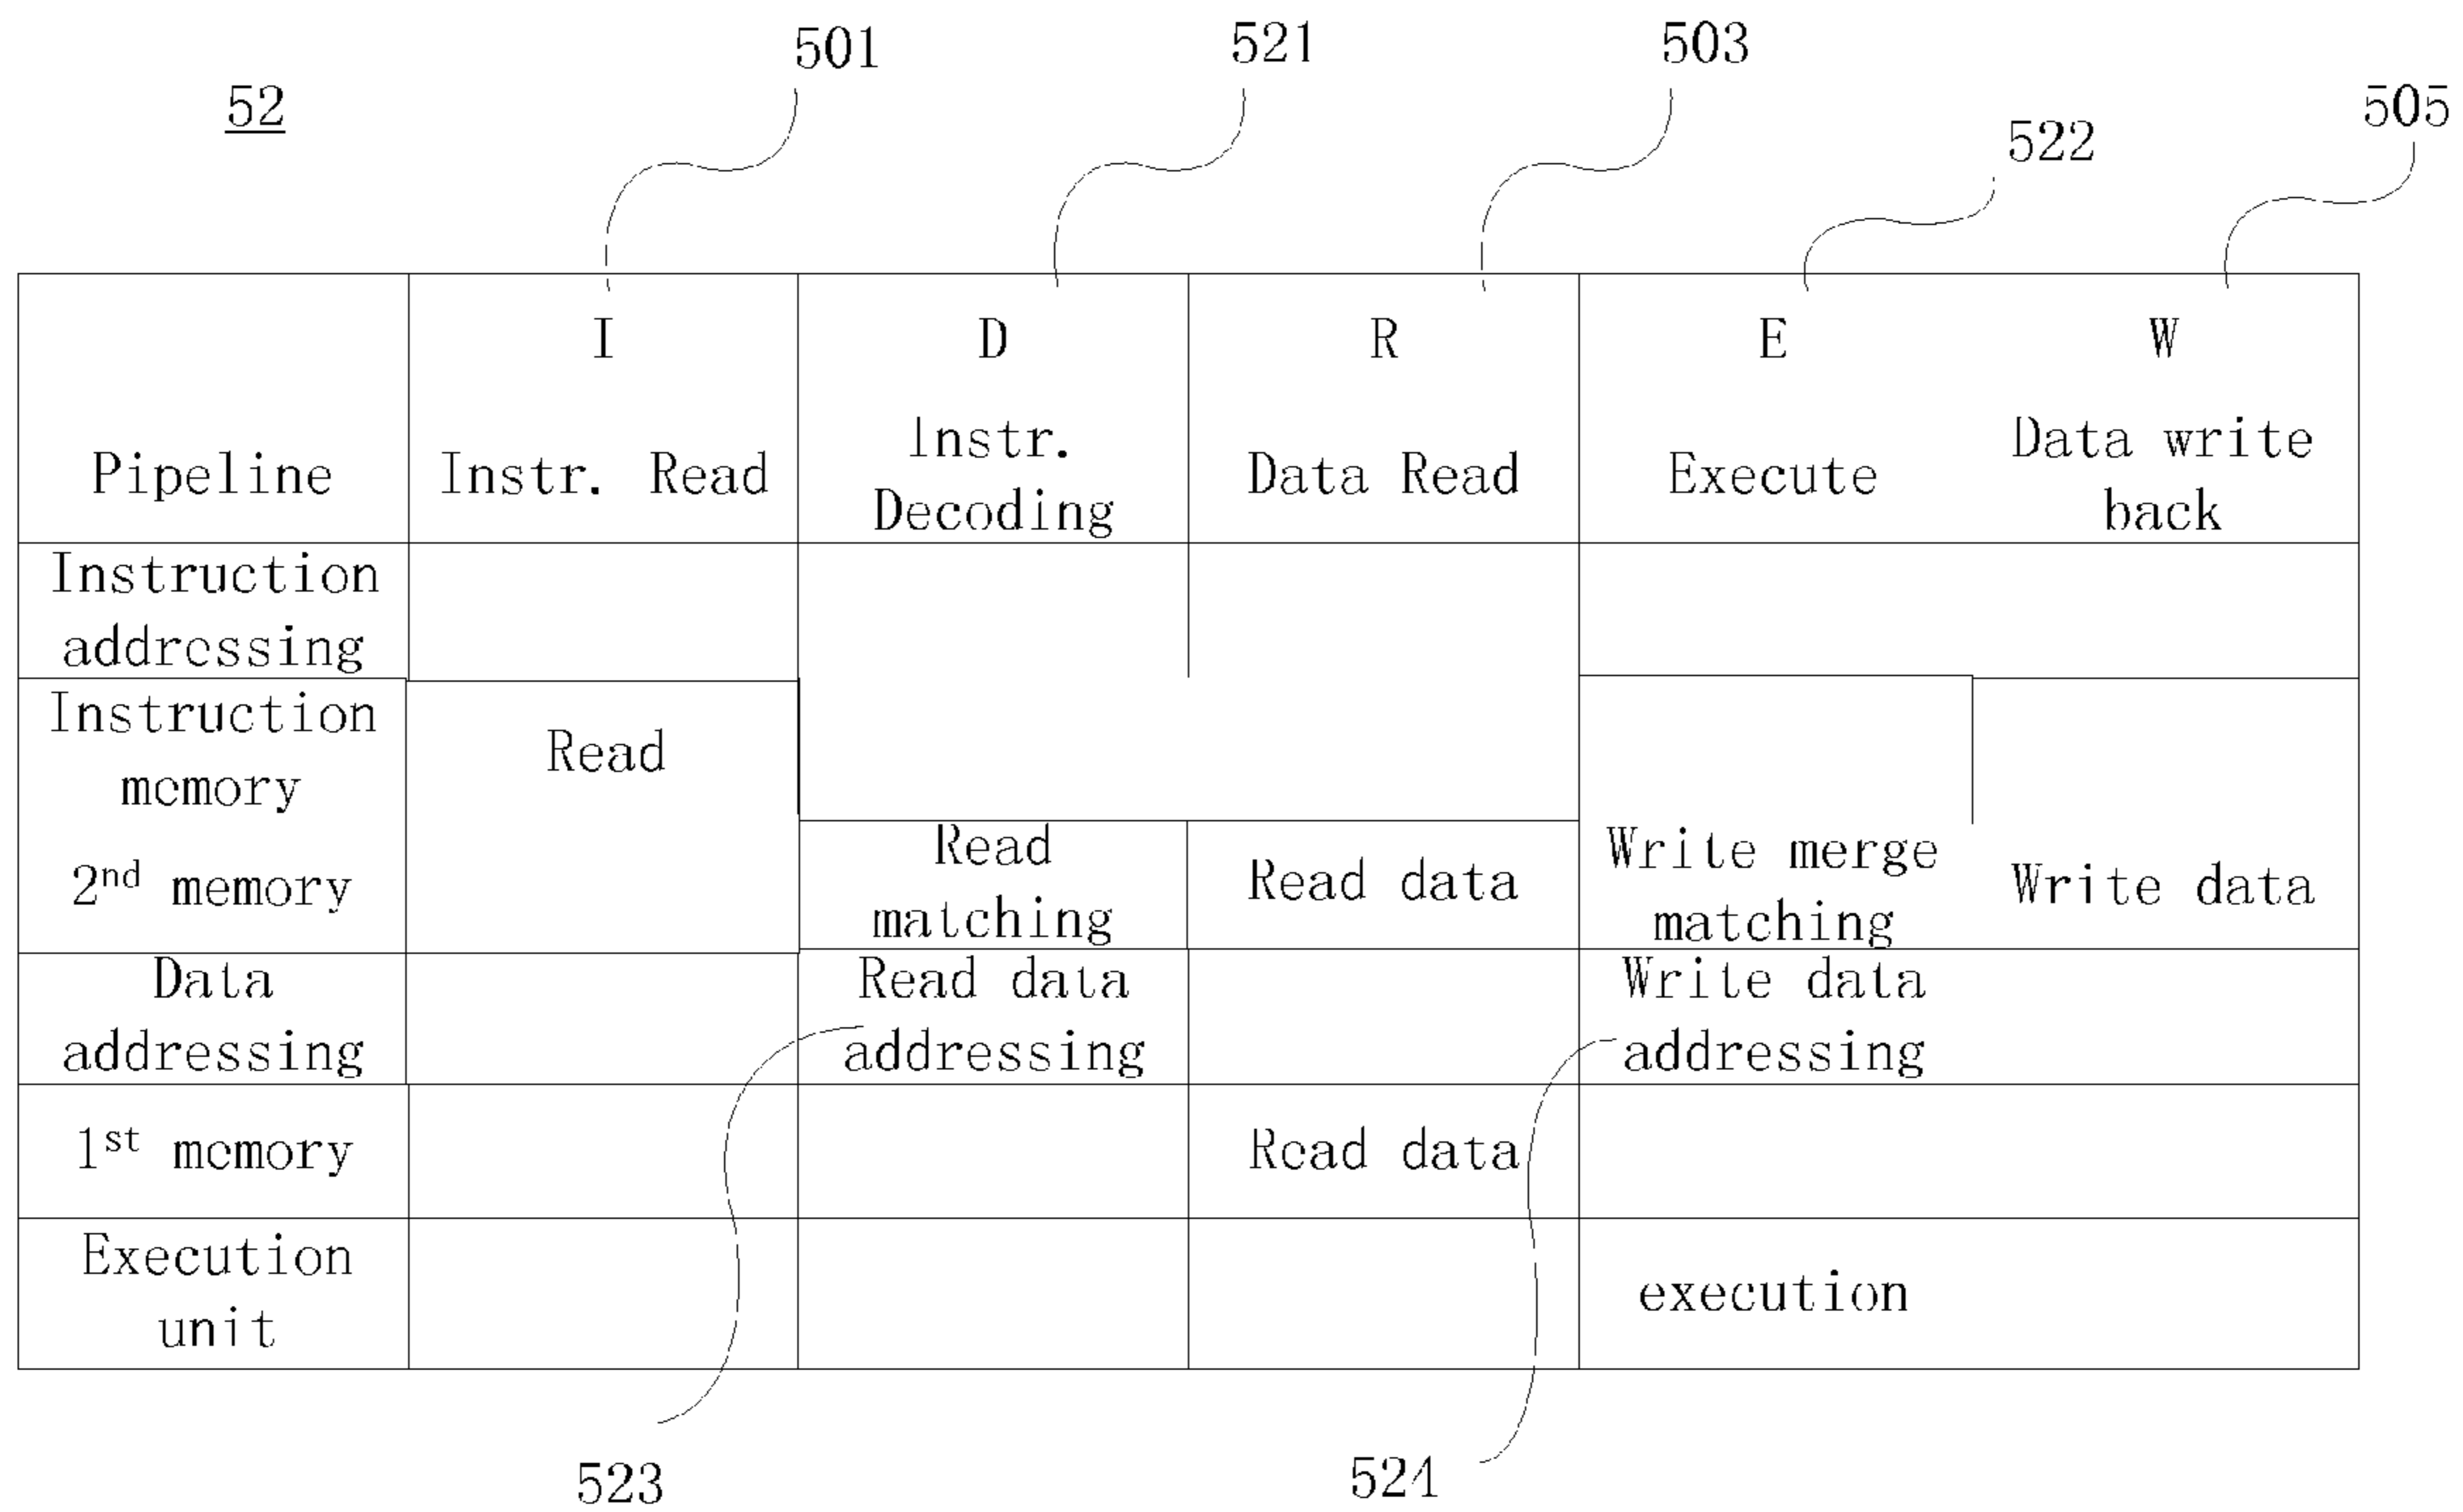 501
521
503
505
52
522
I
D
R
E
W
Pipeline
Instr. Read
Instr.
Decoding
Data Read
Execute
Data write
back
Instruction
addressing
Instruction
memory
Read
2nd memory
Read
matching
Read data
Write merge
matching
Write data
Data
addressing
Read data
addressing
Write data
addressing
1st memory
Read data
Execution
unit
execution
523
524